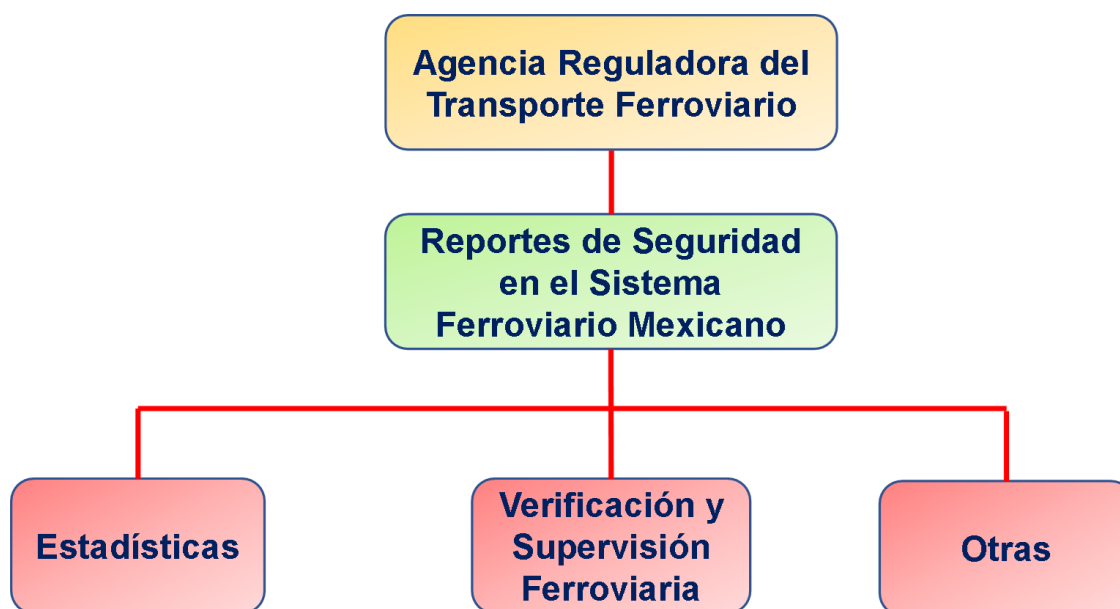 Agencia Reguladora del
Transporte Ferroviario
Reportes de Seguridad
en el Sistema
Ferroviario Mexicano
Estadísticas
Verificación y
Supervisión
Ferroviaria
Otras